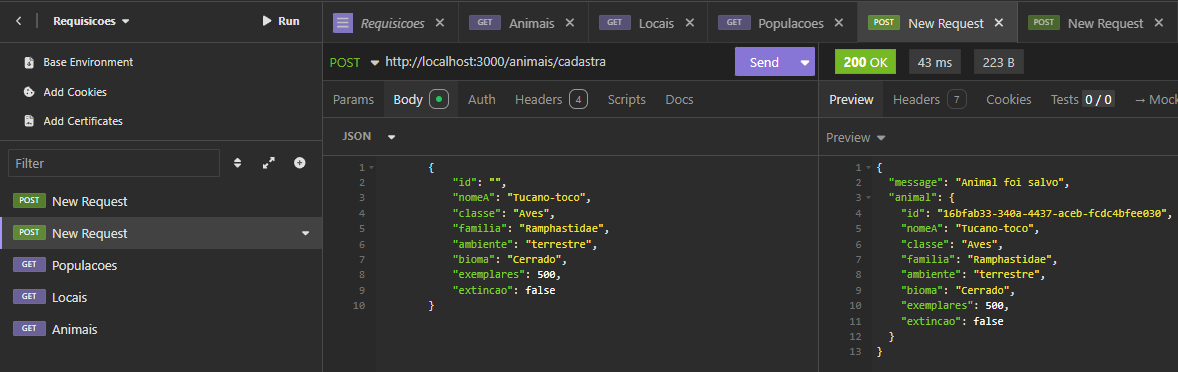 Requisicoes
Run
Base Environment
Add Cookies
Add Certificates
Filter
POST New Request
POST New Request
GET Populacoes
GET Locais
GET Animais
Requisicoes
GET Animais
GET Locais
GET Populacoes
POST New Request
POST New Request
POST http://localhost:3000/animais/cadastra
Send
Params Body Auth Headers 4 Scripts Docs
JSON
1 {
2 "id": "",
3 "nomeA": "Tucano-toco",
4 "classe": "Aves",
5 "familia": "Ramphastidae",
6 "ambiente": "terrestre",
7 "bioma": "Cerrado",
8 "exemplares": 500,
9 "extincao": false
10 }
200 OK 43 ms 223 B
Preview Headers 7 Cookies Tests 0 / 0 → Mock
Preview
1 {
2 "message": "Animal foi salvo",
3 "animal": {
4 "id": "16bfab33-340a-4437-aceb-fcdc4bfee030",
5 "nomeA": "Tucano-toco",
6 "classe": "Aves",
7 "familia": "Ramphastidae",
8 "ambiente": "terrestre",
9 "bioma": "Cerrado",
10 "exemplares": 500,
11 "extincao": false
12 }
13 }